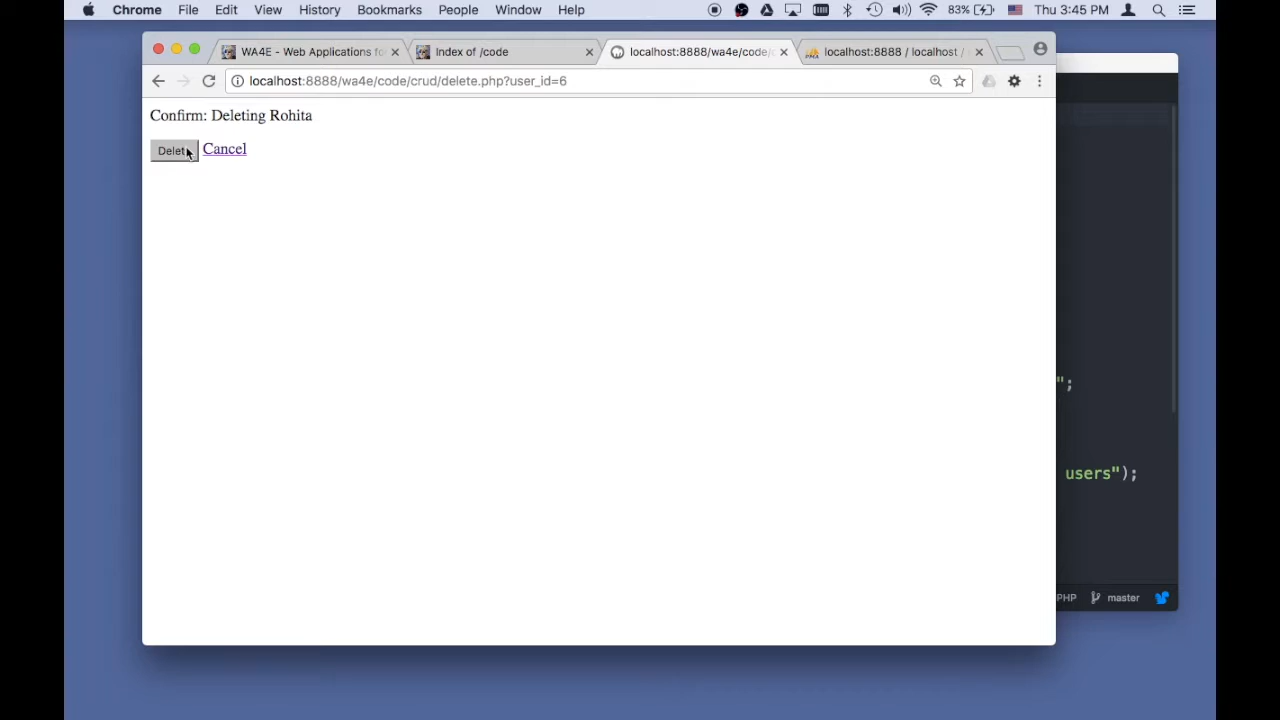 Chrome File Edit View History Bookmarks People Window Help 83% Thu 3:45 PM
WA4E - Web Applications fo Index of /code localhost:8888/wa4e/code/c localhost:8888 / localhost /
localhost:8888/wa4e/code/crud/delete.php?user_id=6
Confirm: Deleting Rohita
Delet Cancel
";
users");
PHP master